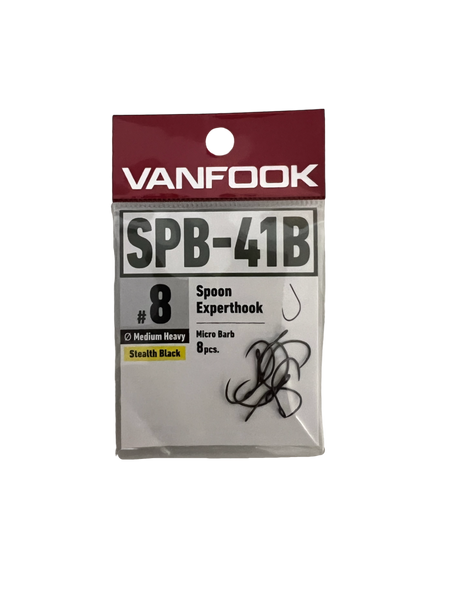 VANFOOK
SPB-41B
#8
Spoon
Experthook
Ø Medium Heavy
Stealth Black
Micro Barb
8pcs.